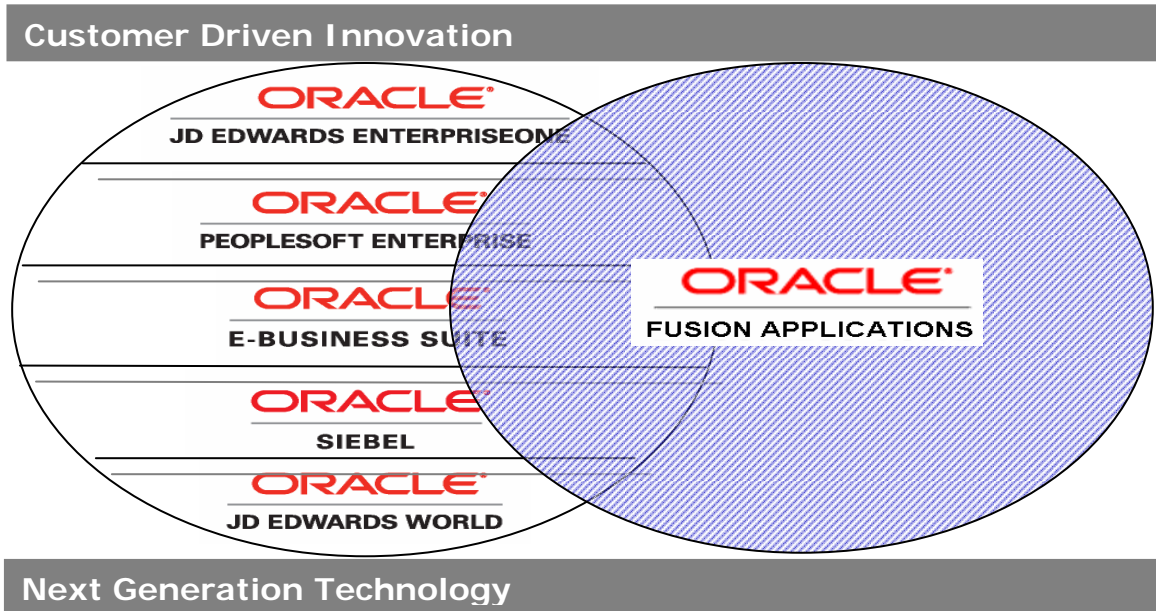 Customer Driven Innovation
ORACLE
JD EDWARDS ENTERPRISEONE
ORACLE
PEOPLESOFT ENTERPRISE
ORACLE
E-BUSINESS SUITE
ORACLE
SIEBEL
ORACLE
JD EDWARDS WORLD
ORACLE
FUSION APPLICATIONS
Next Generation Technology